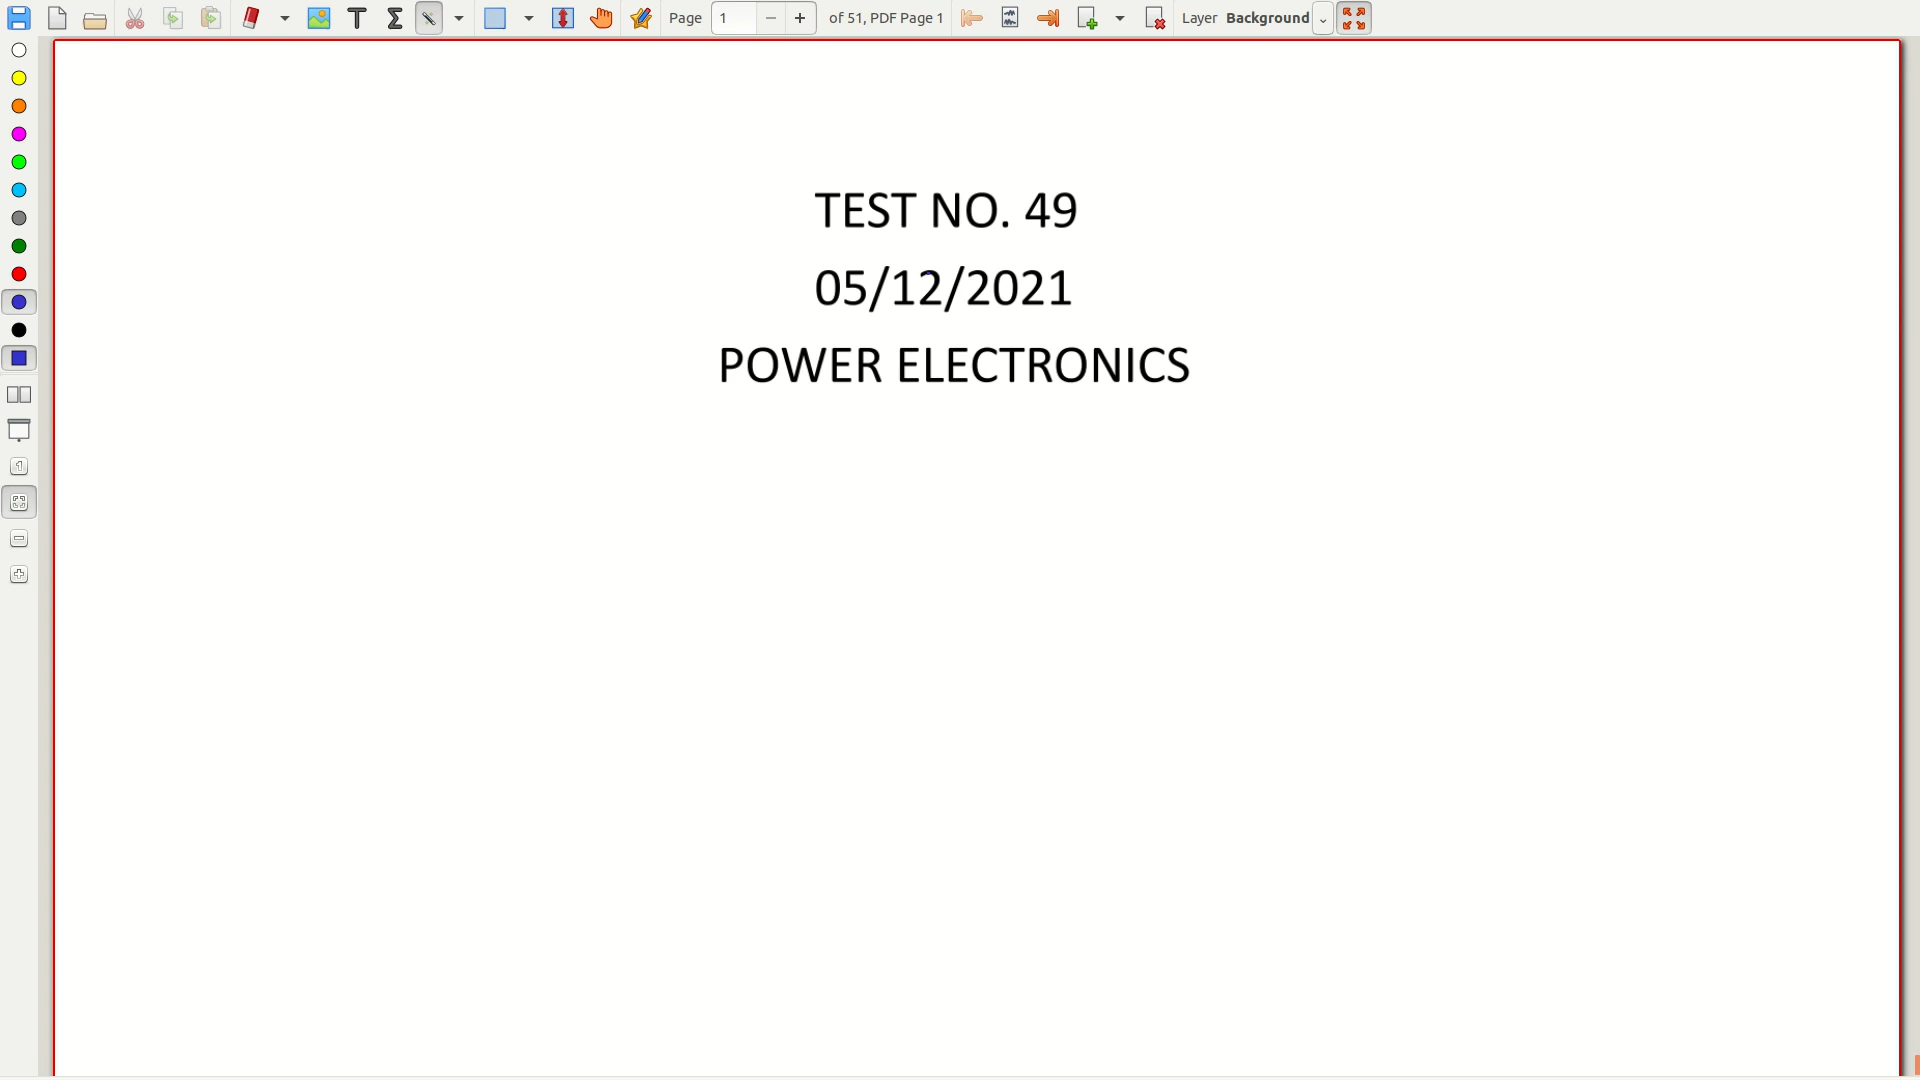 Page 1 of 51, PDF Page 1 Layer Background
TEST NO. 49
05/12/2021
POWER ELECTRONICS